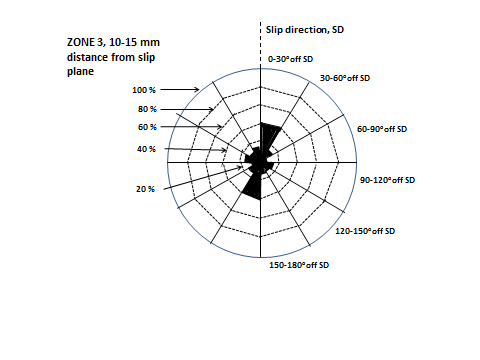 Slip direction, SD
ZONE 3, 10-15 mm
distance from slip
plane
0-30°off SD
30-60°off SD
100 %
80 %
60 %
60-90°off SD
40 %
90-120°off SD
20 %
120-150°off SD
150-180°off SD